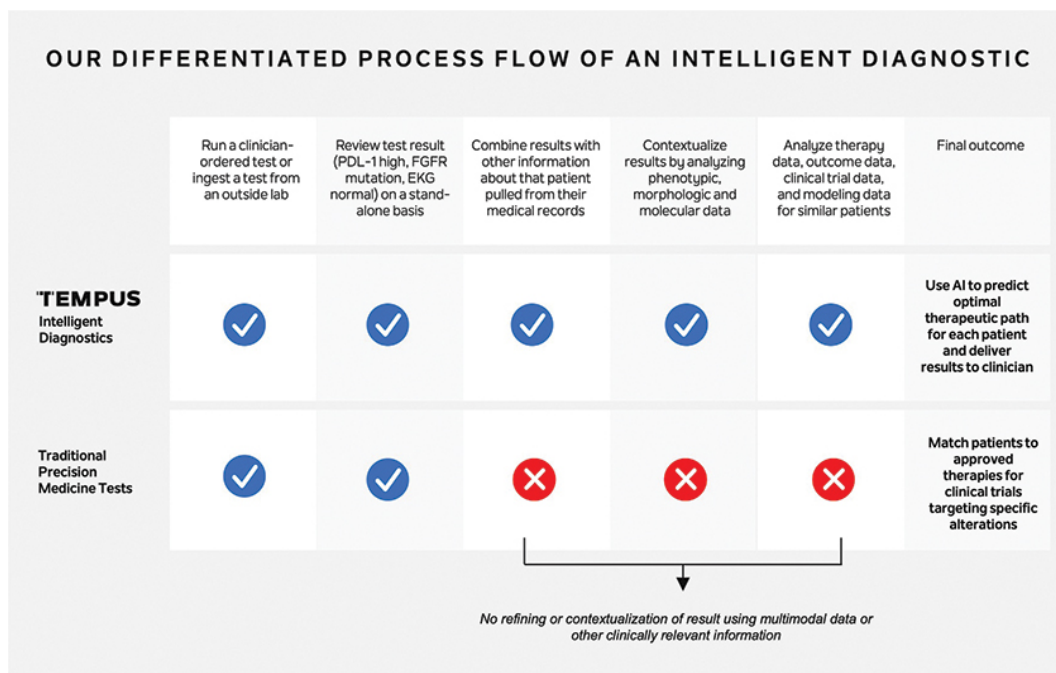 OUR DIFFERENTIATED PROCESS FLOW OF AN INTELLIGENT DIAGNOSTIC
Run a clinician-
ordered test or
ingest a test from
an outside lab
Review test result
(PDL-1 high, FGFR
mutation, EKG
normal) on a stand-
alone basis
Combine results with
other information
about that patient
pulled from their
medical records
Contextualize
results by analyzing
phenotypic,
morphologic and
molecular data
Analyze therapy
data, outcome data,
clinical trial data,
and modeling data
for similar patients
Final outcome
TEMPUS
Intelligent
Diagnostics
Use AI to predict
optimal
therapeutic path
for each patient
and deliver
results to clinician
Traditional
Precision
Medicine Tests
Match patients to
approved
therapies for
clinical trials
targeting specific
alterations
No refining or contextualization of result using multimodal data or
other clinically relevant information